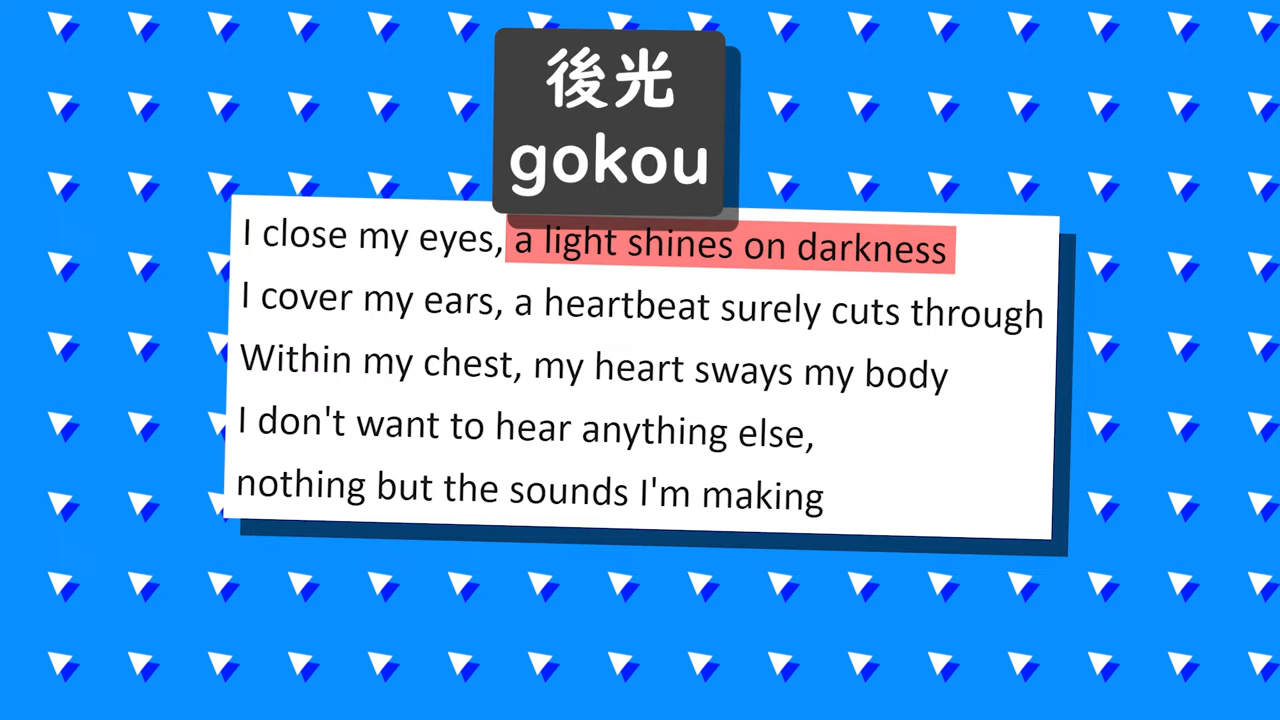 後光
gokou
I close my eyes, a light shines on darkness
I cover my ears, a heartbeat surely cuts through
Within my chest, my heart sways my body
I don't want to hear anything else,
nothing but the sounds I'm making